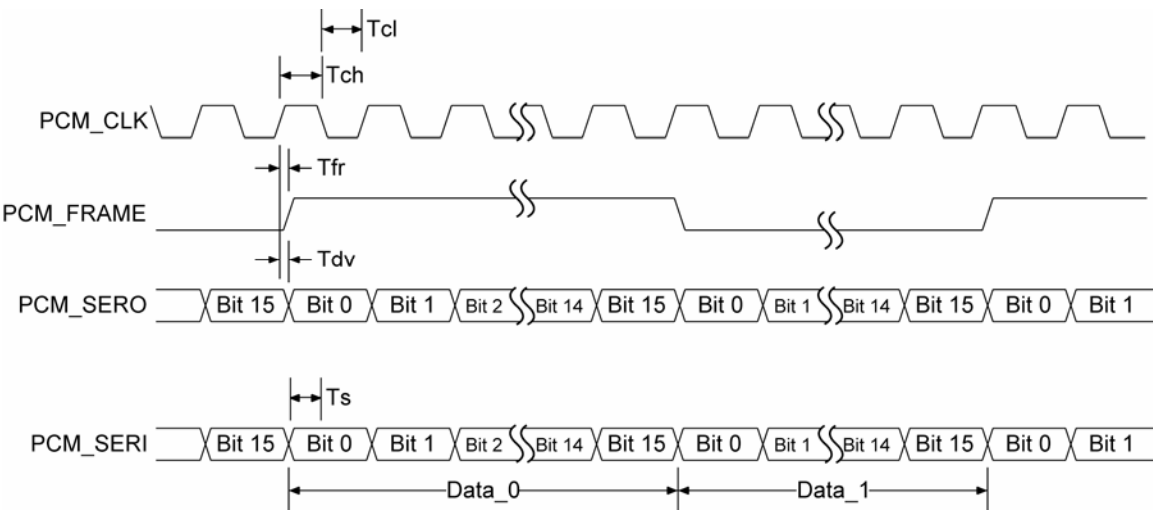 Tcl
Tch
PCM_CLK
Tfr
PCM_FRAME
Tdv
PCM_SERO Bit 15 Bit 0 Bit 1 Bit 2 Bit 14 Bit 15 Bit 0 Bit 1 Bit 14 Bit 15 Bit 0 Bit 1
Ts
PCM_SERI Bit 15 Bit 0 Bit 1 Bit 2 Bit 14 Bit 15 Bit 0 Bit 1 Bit 14 Bit 15 Bit 0 Bit 1
Data_0 Data_1